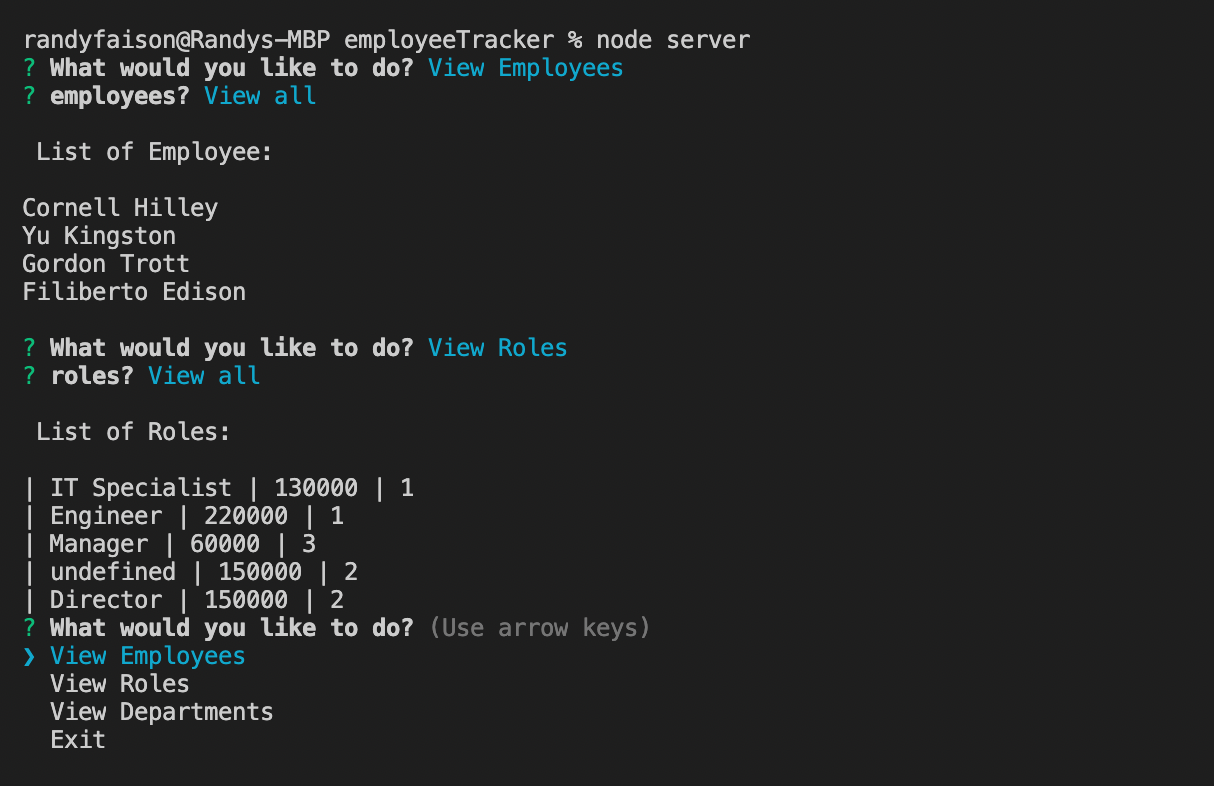 randyfaison@Randys-MBP employeeTracker % node server
? What would you like to do? View Employees
? employees? View all
List of Employee:
Cornell Hilley
Yu Kingston
Gordon Trott
Filiberto Edison
? What would you like to do? View Roles
? roles? View all
List of Roles:
| IT Specialist | 130000 | 1
| Engineer | 220000 | 1
| Manager | 60000 | 3
| undefined | 150000 | 2
| Director | 150000 | 2
? What would you like to do? (Use arrow keys)
❯ View Employees
View Roles
View Departments
Exit